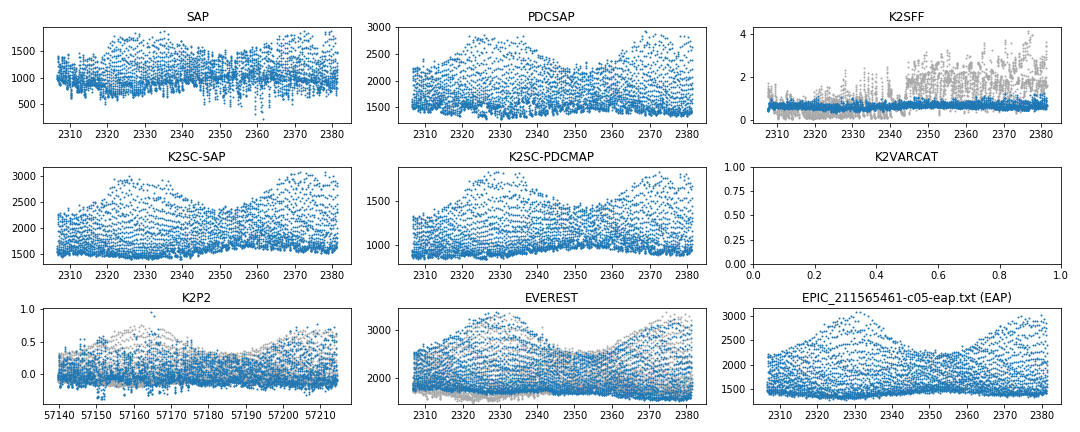 SAP PDCSAP K2SFF
1500 1000 500
2310 2320 2330 2340 2350 2360 2370 2380
3000 2500 2000 1500
2310 2320 2330 2340 2350 2360 2370 2380
4 2 0
2310 2320 2330 2340 2350 2360 2370 2380
K2SC-SAP K2SC-PDCMAP K2VARCAT
3000 2500 2000 1500
2310 2320 2330 2340 2350 2360 2370 2380
1500 1000
2310 2320 2330 2340 2350 2360 2370 2380
1.00 0.75 0.50 0.25 0.00
0.0 0.2 0.4 0.6 0.8 1.0
K2P2 EVEREST EPIC_211565461-c05-eap.txt (EAP)
1.0 0.5 0.0
57140 57150 57160 57170 57180 57190 57200 57210
3000 2000
2310 2320 2330 2340 2350 2360 2370 2380
3000 2500 2000 1500
2310 2320 2330 2340 2350 2360 2370 2380